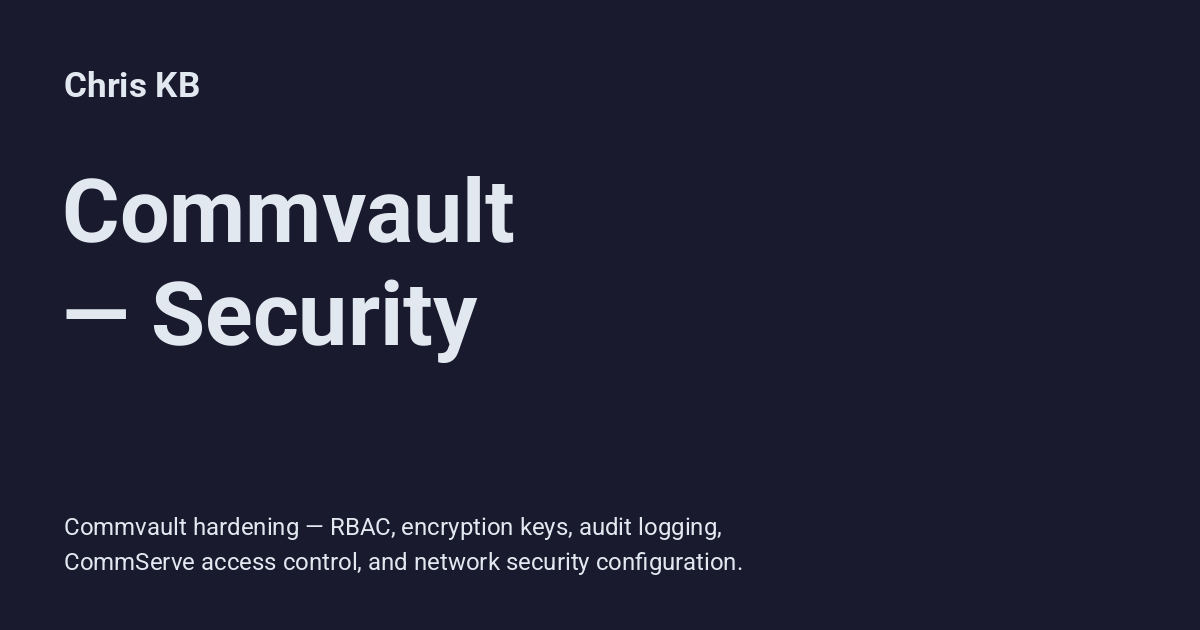 Chris KB
Commvault
— Security
Commvault hardening — RBAC, encryption keys, audit logging,
CommServe access control, and network security configuration.